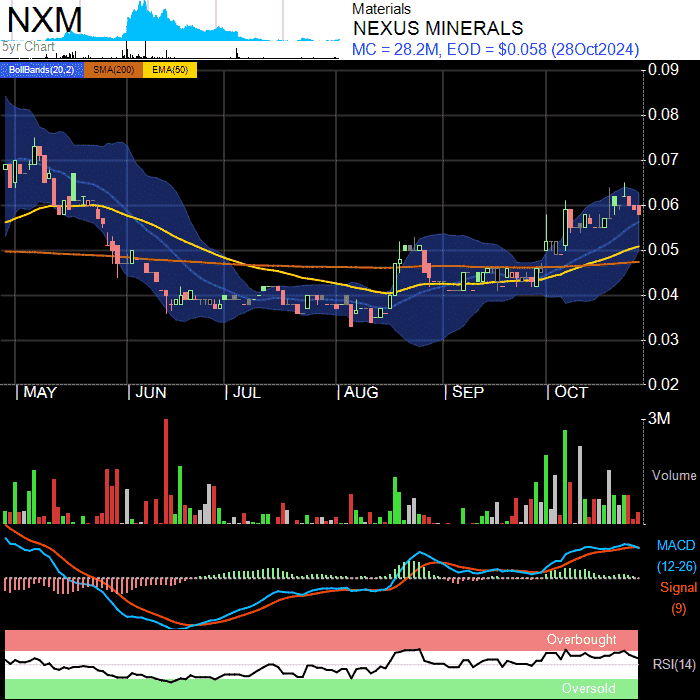 NXM
5yr Chart
Materials
NEXUS MINERALS
MC = 28.2M, EOD = $0.058 (28Oct2024)
BollBands(20,2) SMA(200) EMA(50)
0.09
0.08
0.07
0.06
0.05
0.04
0.03
0.02
MAY JUN JUL AUG SEP OCT
3M
Volume
MACD
(12-26)
Signal
(9)
Overbought
RSI(14)
Oversold